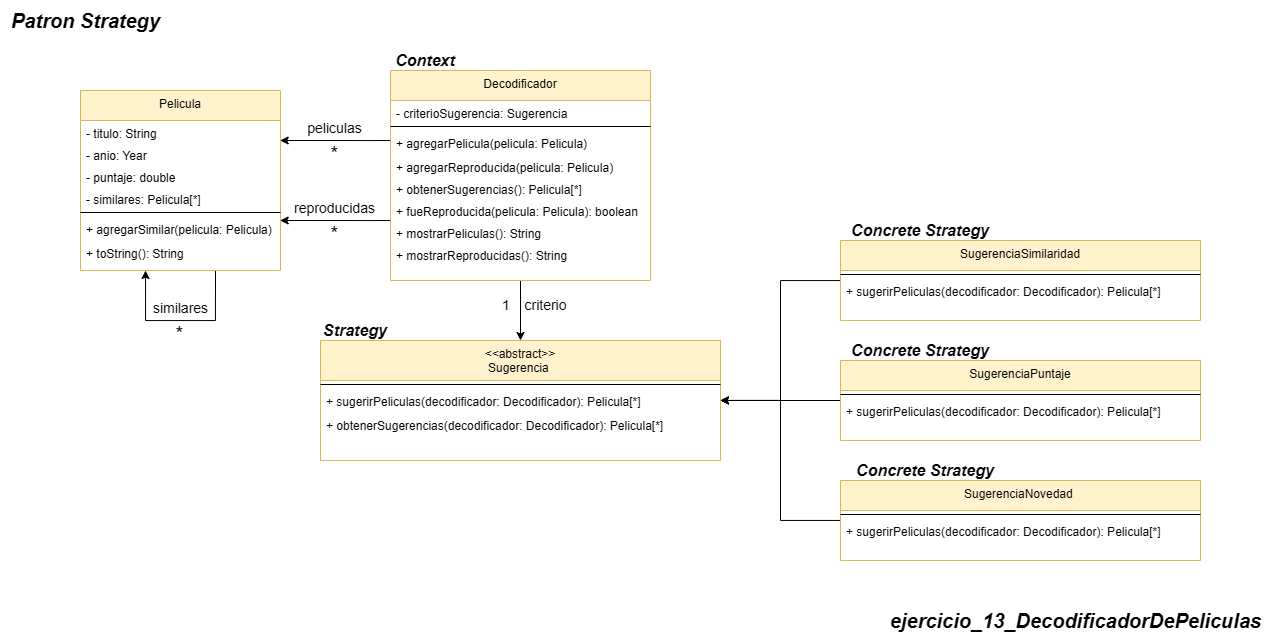 Patron Strategy
Context
Pelicula
- titulo: String
- anio: Year
- puntaje: double
- similares: Pelicula[*]
+ agregarSimilar(pelicula: Pelicula)
+ toString(): String
similares
*
peliculas
*
reproducidas
*
Decodificador
- criterioSugerencia: Sugerencia
+ agregarPelicula(pelicula: Pelicula)
+ agregarReproducida(pelicula: Pelicula)
+ obtenerSugerencias(): Pelicula[*]
+ fueReproducida(pelicula: Pelicula): boolean
+ mostrarPeliculas(): String
+ mostrarReproducidas(): String
1 criterio
Strategy
<<abstract>>
Sugerencia
+ sugerirPeliculas(decodificador: Decodificador): Pelicula[*]
+ obtenerSugerencias(decodificador: Decodificador): Pelicula[*]
Concrete Strategy
SugerenciaSimilaridad
+ sugerirPeliculas(decodificador: Decodificador): Pelicula[*]
Concrete Strategy
SugerenciaPuntaje
+ sugerirPeliculas(decodificador: Decodificador): Pelicula[*]
Concrete Strategy
SugerenciaNovedad
+ sugerirPeliculas(decodificador: Decodificador): Pelicula[*]
ejercicio_13_DecodificadorDePeliculas